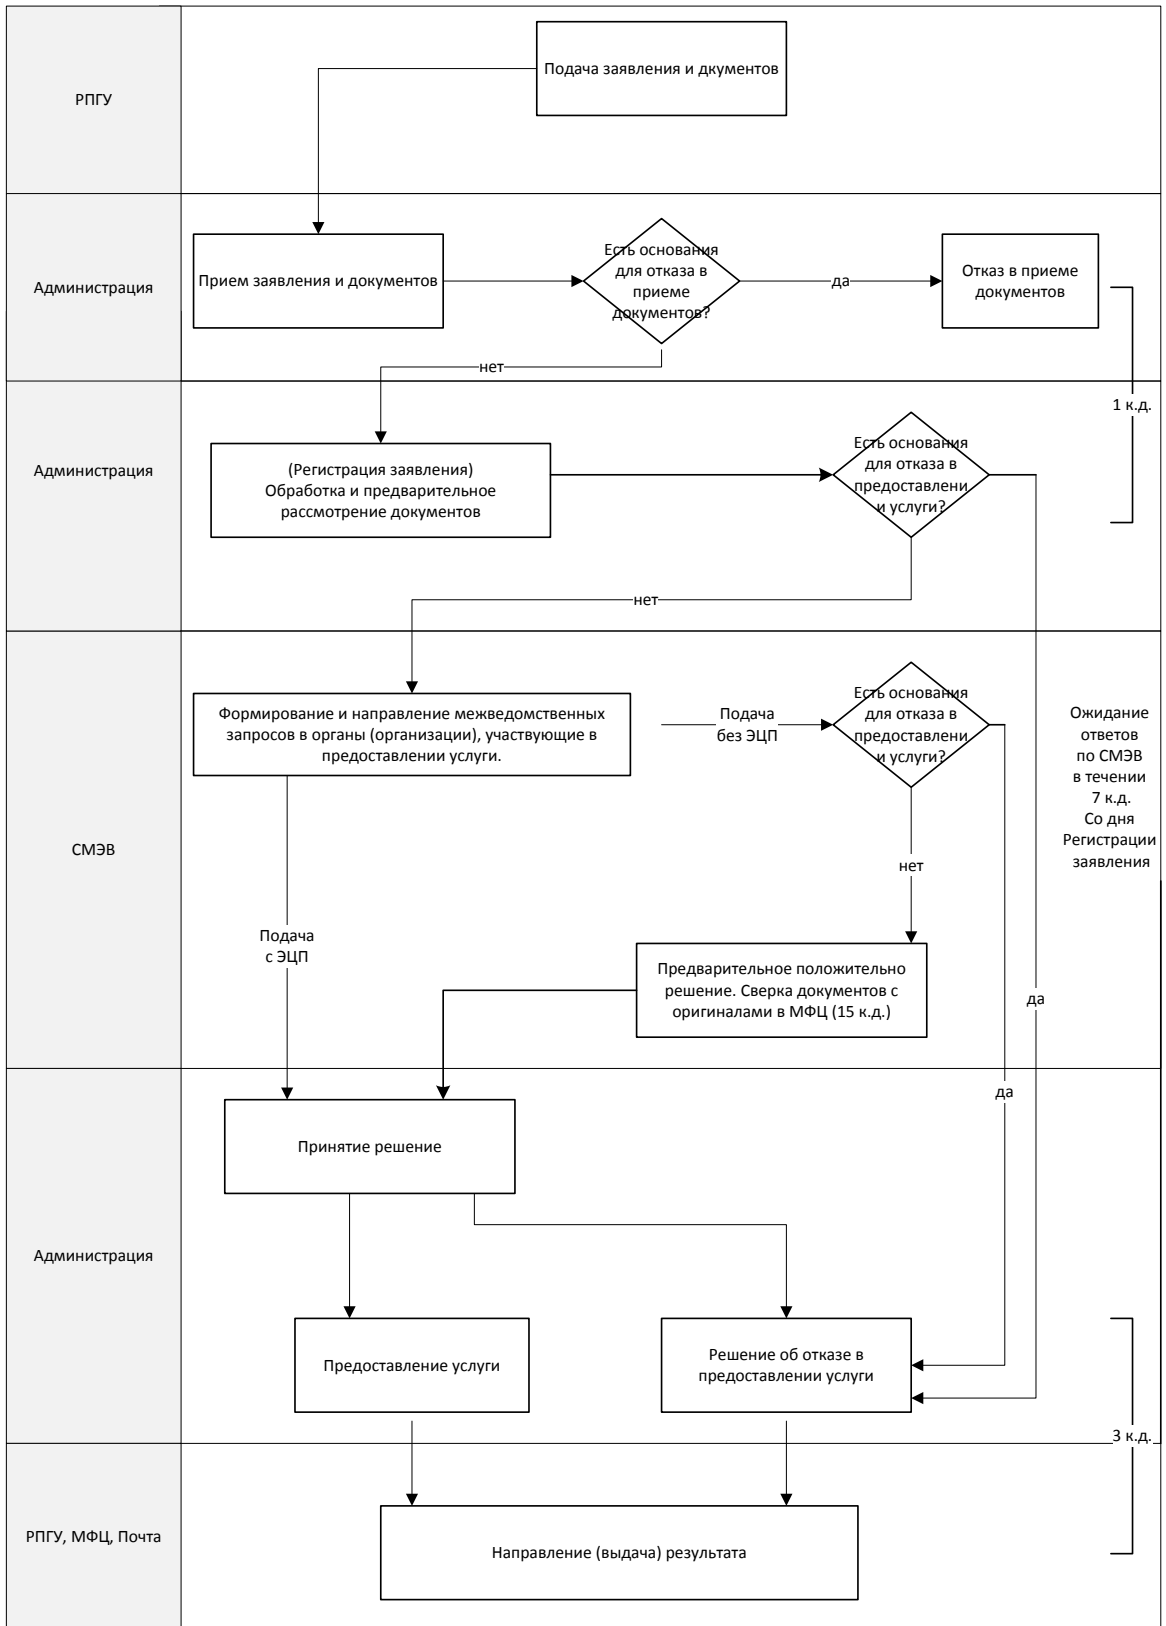 РПГУ
Подача заявления и дкументов
Администрация
Прием заявления и документов
Есть основания
для отказа в
приеме
документов?
да
Отказ в приеме
документов
нет
1 к.д.
Администрация
(Регистрация заявления)
Обработка и предварительное
рассмотрение документов
Есть основания
для отказа в
предоставлени
и услуги?
нет
СМЭВ
Формирование и направление межведомственных
запросов в органы (организации), участвующие в
предоставлении услуги.
Подача
без ЭЦП
Есть основания
для отказа в
предоставлени
и услуги?
Ожидание
ответов
по СМЭВ
в течении
7 к.д.
Со дня
Регистрации
заявления
нет
Подача
с ЭЦП
Предварительное положительно
решение. Сверка документов с
оригиналами в МФЦ (15 к.д.)
да
да
Администрация
Принятие решение
Предоставление услуги
Решение об отказе в
предоставлении услуги
3 к.д.
РПГУ, МФЦ, Почта
Направление (выдача) результата